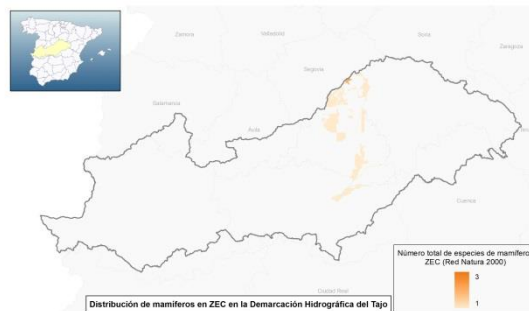 Zamora
Valladolid
Soria
Segovia
Zaragoza
Salamanca
Ávila
Cuenca
Ciudad Real
Número total de especies de mamíferos
ZEC (Red Natura 2000)
3
1
Distribución de mamíferos en ZEC en la Demarcación Hidrográfica del Tajo